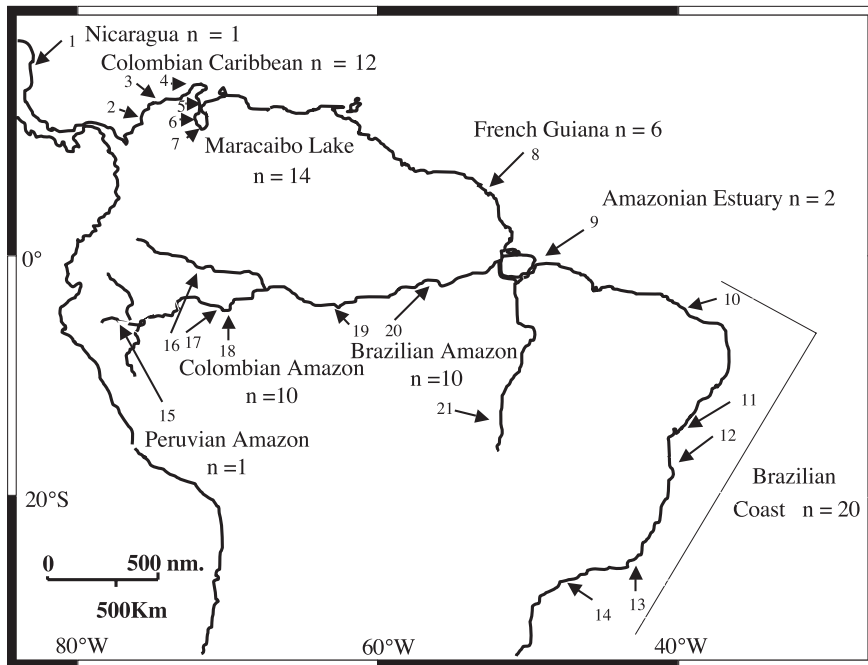 1 Nicaragua n = 1
Colombian Caribbean n = 12
3 4
2 5
6
7
Maracaibo Lake
n = 14
French Guiana n = 6
8
Amazonian Estuary n = 2
9
0°
10
16 17 18 19 20
Colombian Amazon
n =10
Brazilian Amazon
n =10
15
21
11
12
Peruvian Amazon
n =1
Brazilian
Coast n = 20
20°S
0 500 nm.
500Km
14 13
80°W 60°W 40°W